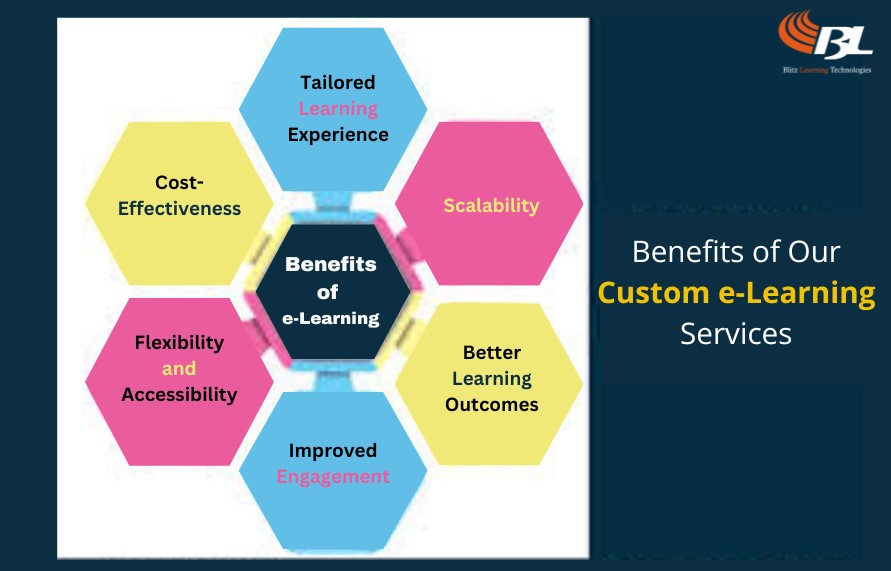 Tailored
Learning
Experience
Scalability
Better
Learning
Outcomes
Improved
Engagement
Flexibility
and
Accessibility
Cost-
Effectiveness
Benefits
of
e-Learning
BL
Blitz Learning Technologies
Benefits of Our
Custom e-Learning
Services